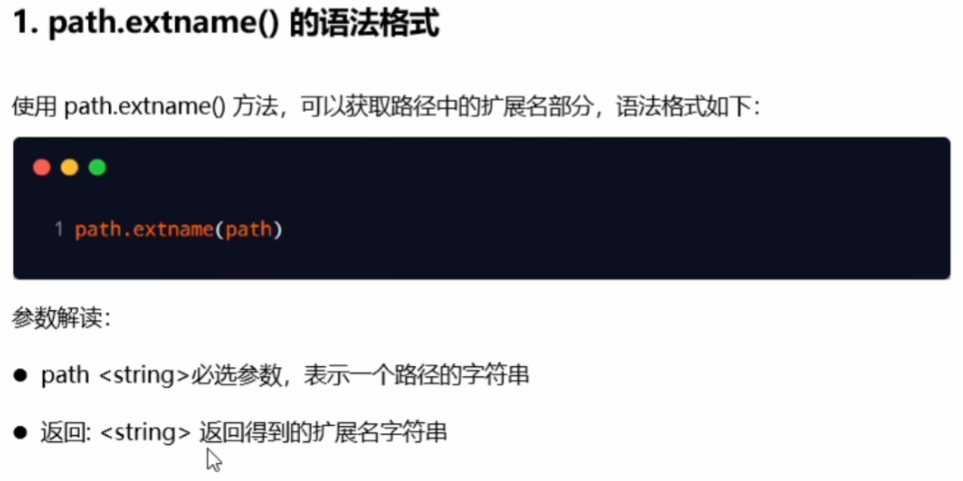 1. path.extname() 的语法格式
使用 path.extname() 方法，可以获取路径中的扩展名部分，语法格式如下：
1 path.extname(path)
参数解读：
● path <string>必选参数，表示一个路径的字符串
● 返回: <string> 返回得到的扩展名字符串